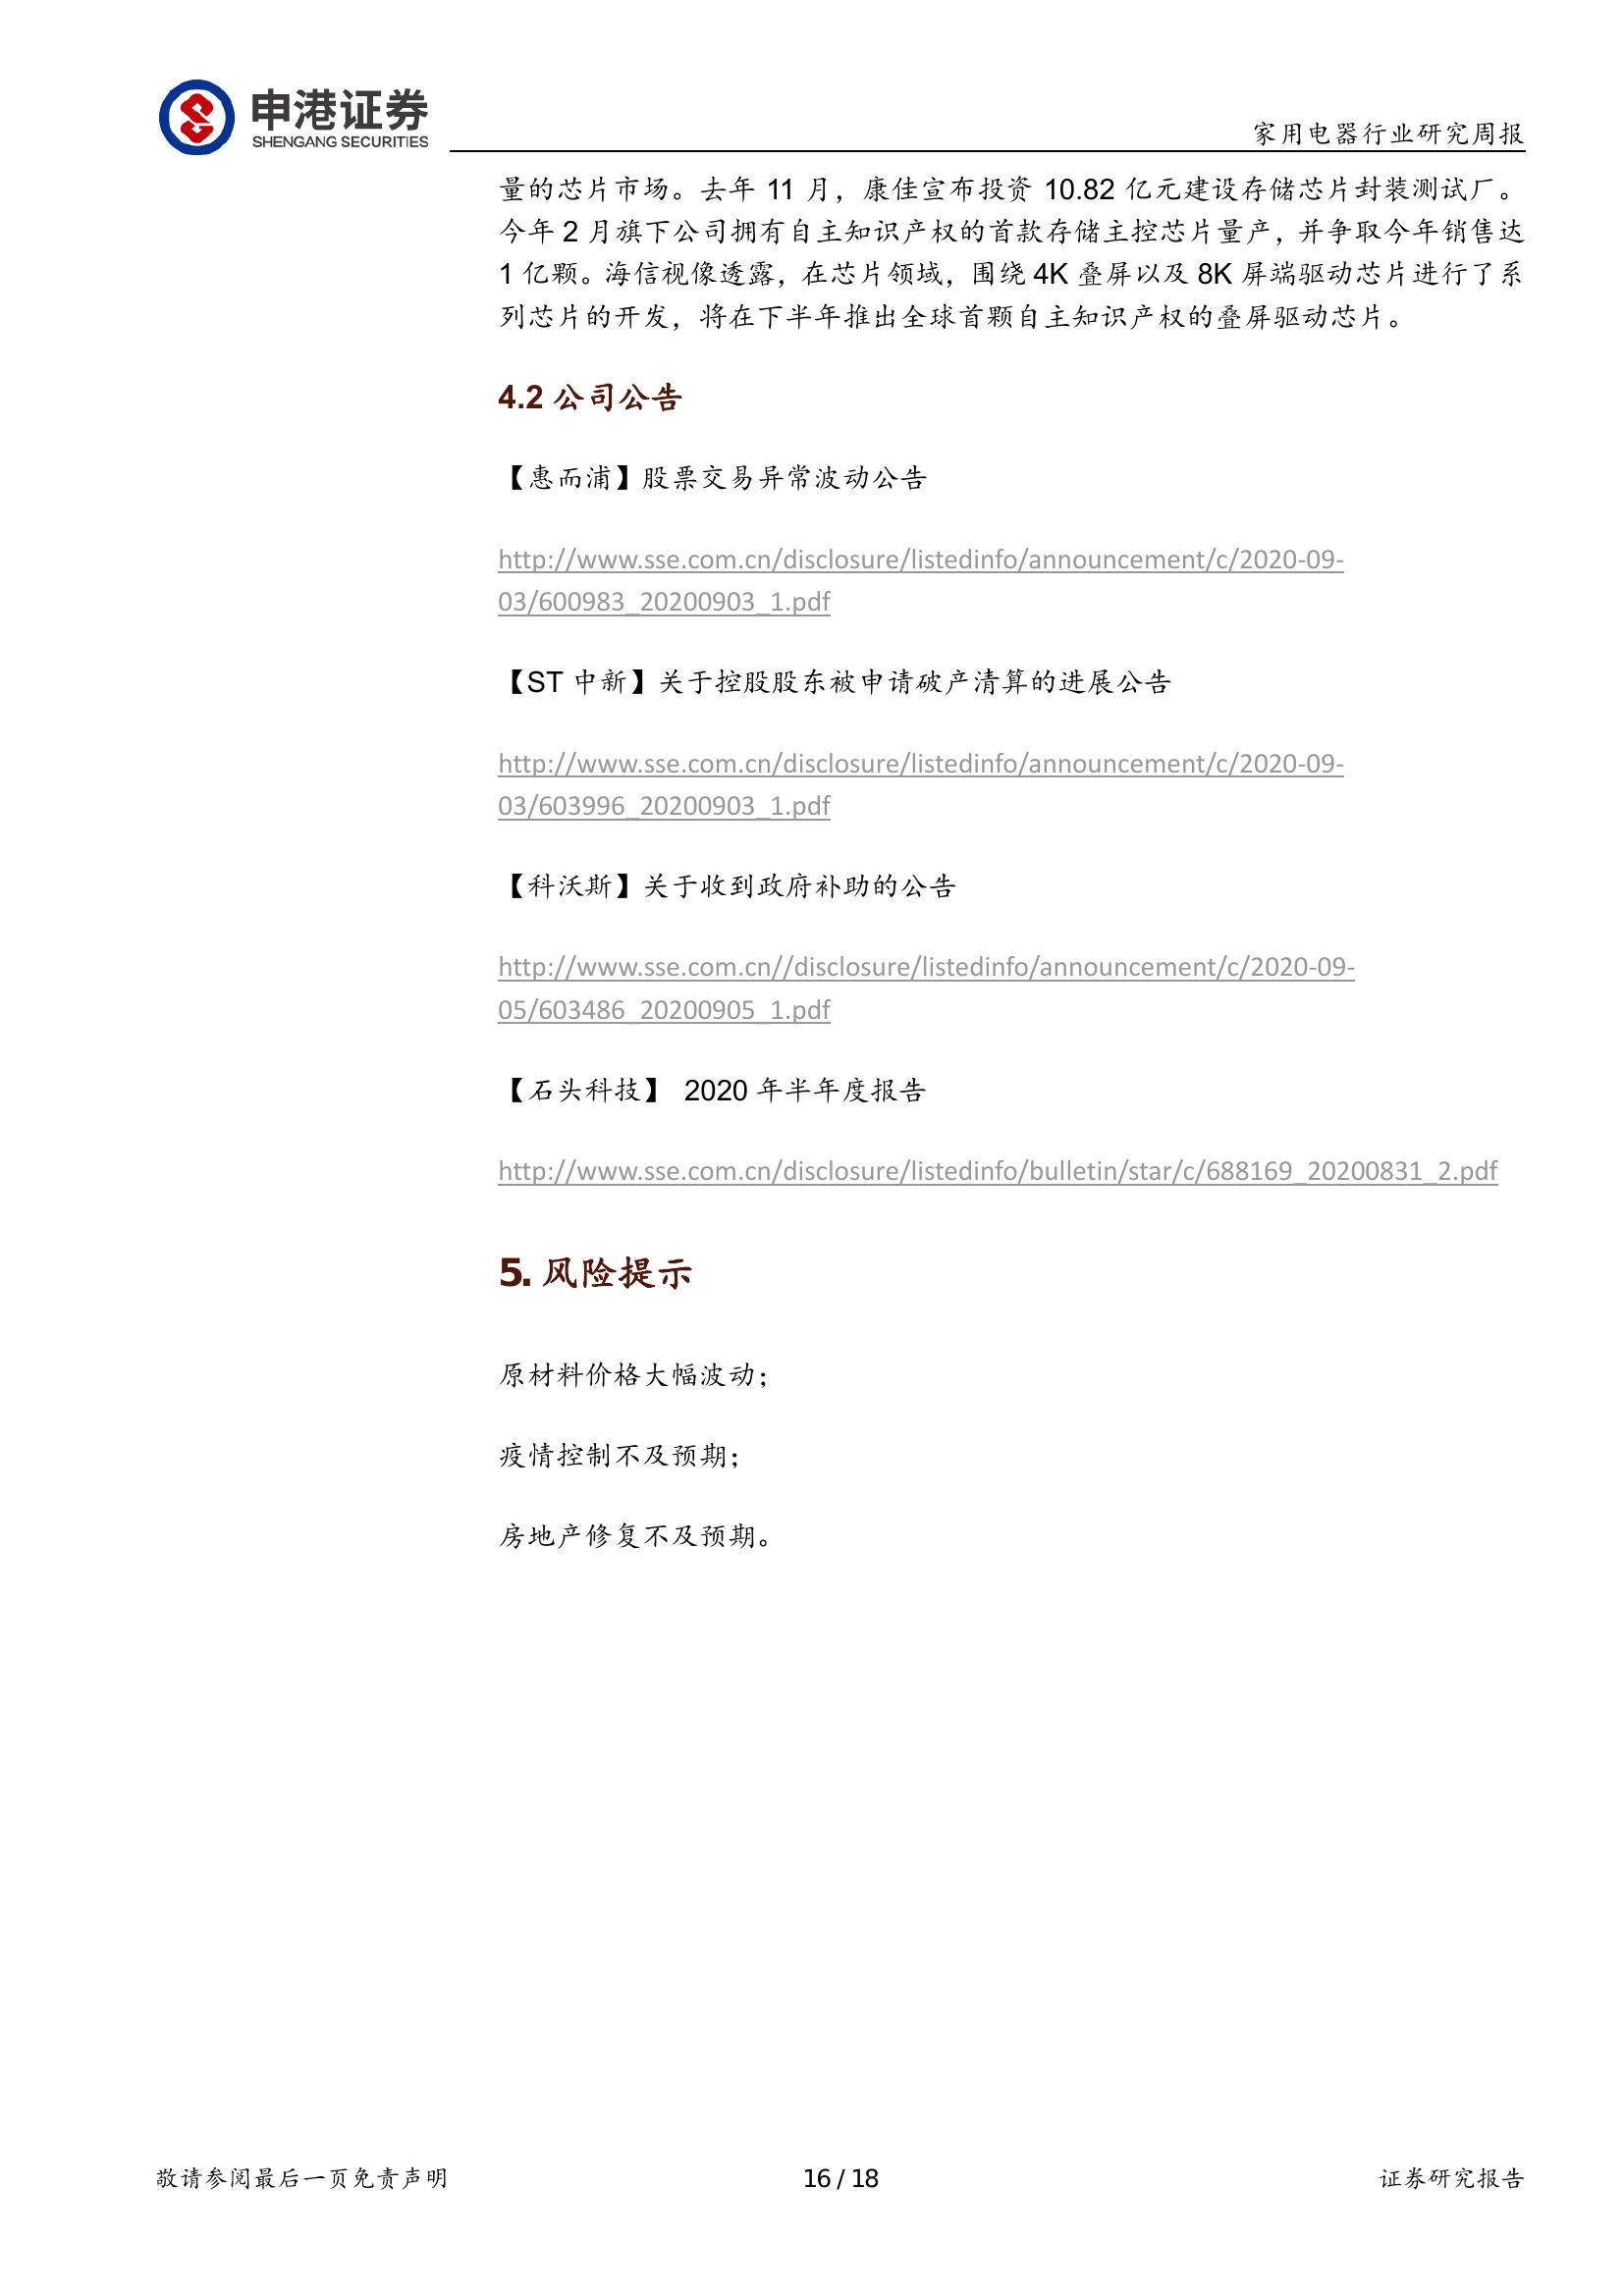 申港证券
SHENGANG SECURITIES
家用电器行业研究周报
量的芯片市场。去年 11 月，康佳宣布投资 10.82 亿元建设存储芯片封装测试厂。
今年 2 月旗下公司拥有自主知识产权的首款存储主控芯片量产，并争取今年销售达
1 亿颗。海信视像透露，在芯片领域，围绕 4K 叠屏以及 8K 屏端驱动芯片进行了系
列芯片的开发，将在下半年推出全球首颗自主知识产权的叠屏驱动芯片。
4.2 公司公告
【惠而浦】股票交易异常波动公告
http://www.sse.com.cn/disclosure/listedinfo/announcement/c/2020-09-
03/600983_20200903_1.pdf
【ST 中新】关于控股股东被申请破产清算的进展公告
http://www.sse.com.cn/disclosure/listedinfo/announcement/c/2020-09-
03/603996_20200903_1.pdf
【科沃斯】关于收到政府补助的公告
http://www.sse.com.cn//disclosure/listedinfo/announcement/c/2020-09-
05/603486_20200905_1.pdf
【石头科技】 2020 年半年度报告
http://www.sse.com.cn/disclosure/listedinfo/bulletin/star/c/688169_20200831_2.pdf
5. 风险提示
原材料价格大幅波动；
疫情控制不及预期；
房地产修复不及预期。
敬请参阅最后一页免责声明
16 / 18
证券研究报告